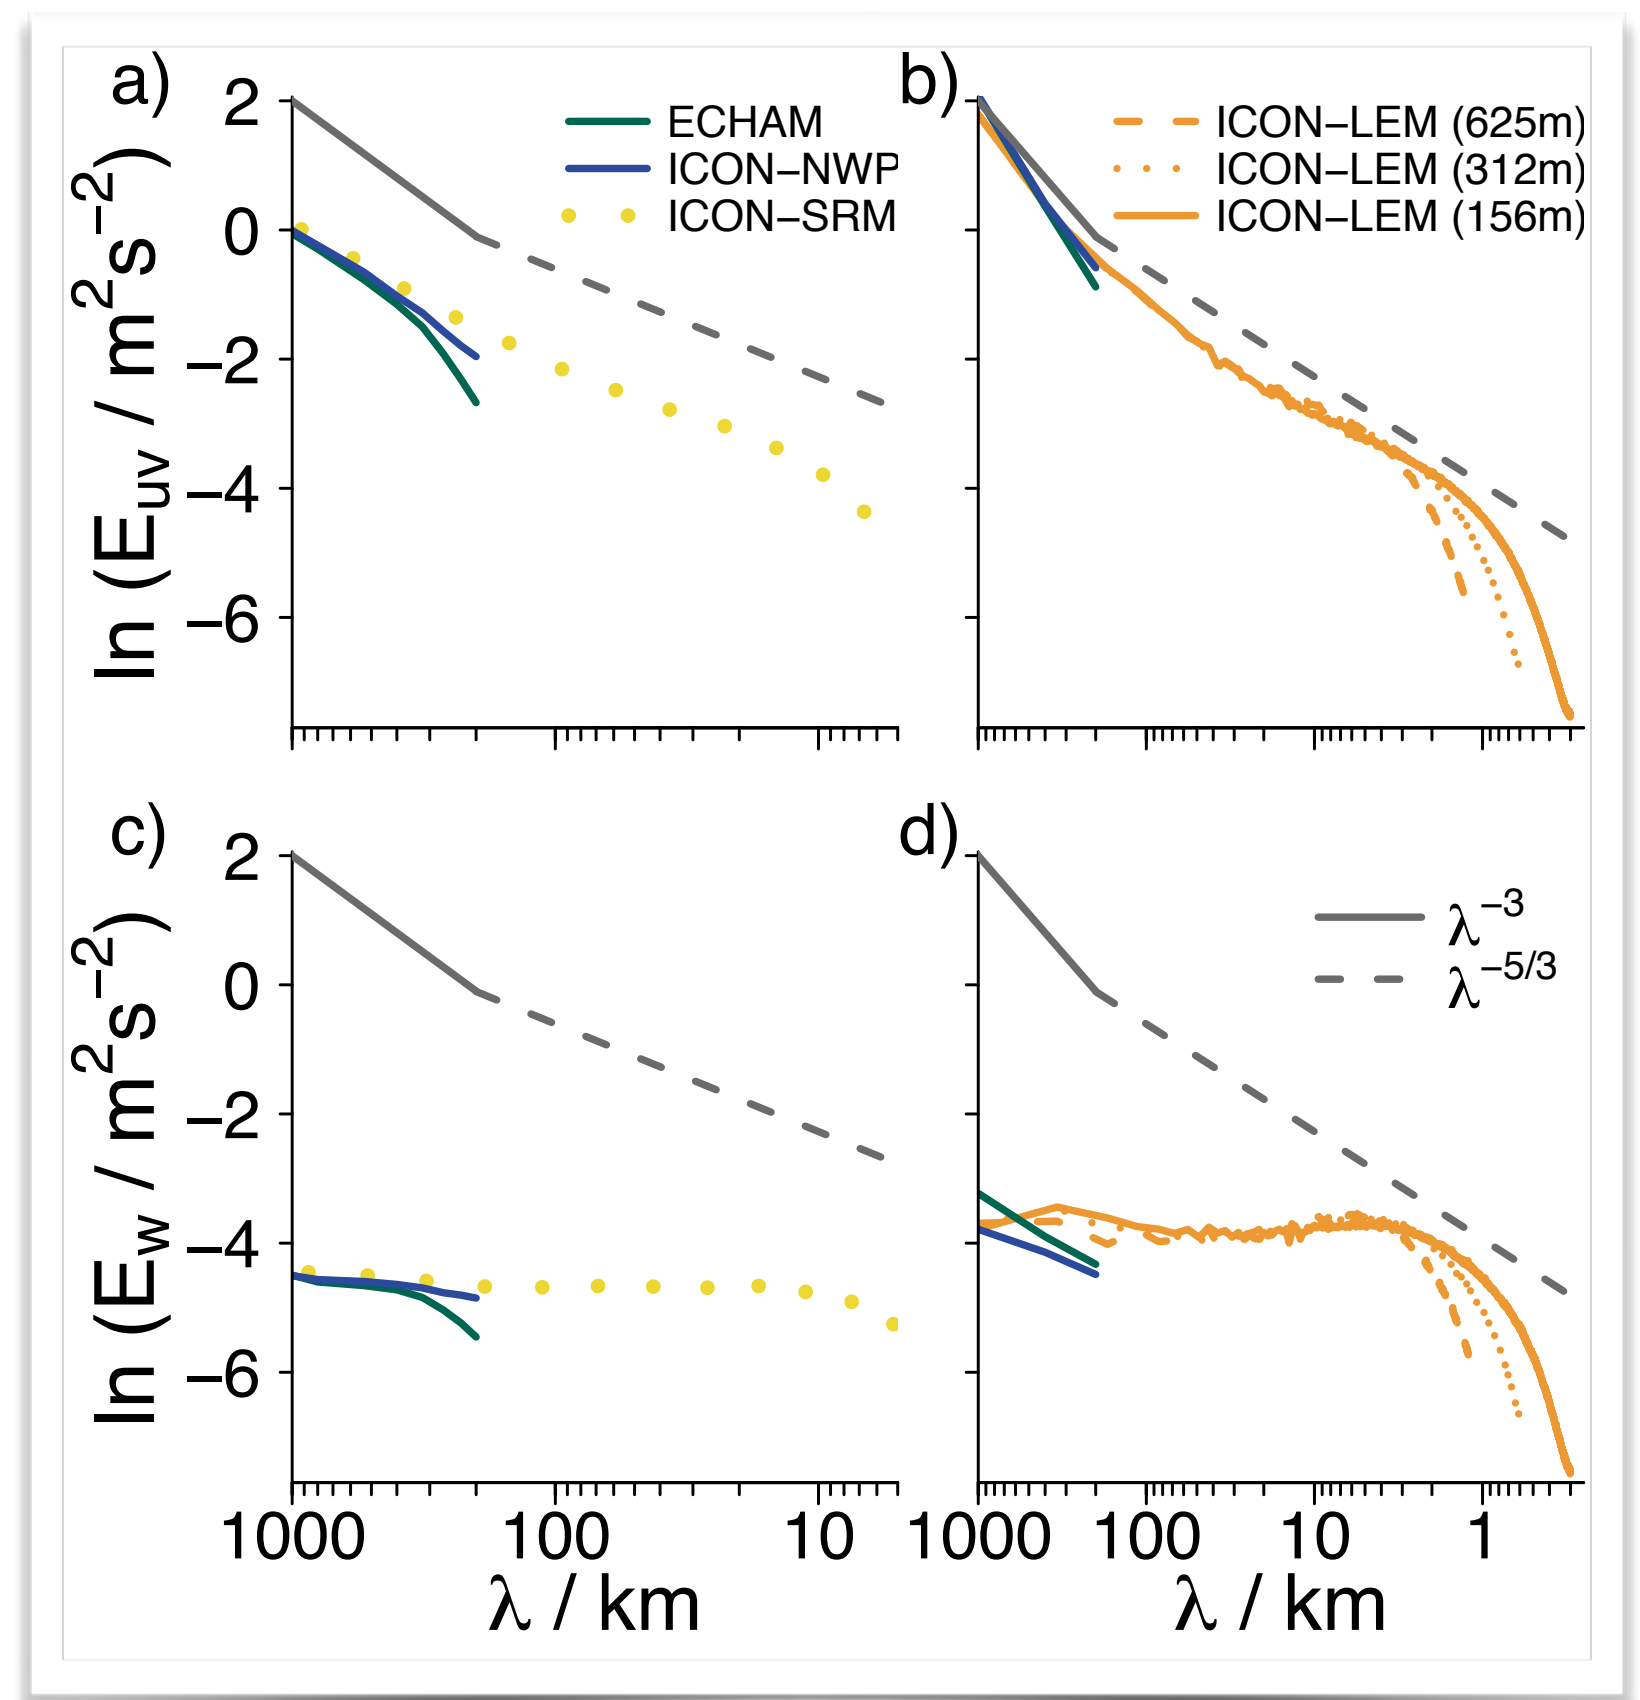 a)
ln (E_uv / m²s⁻²)
2
0
−2
−4
−6
ECHAM
ICON−NWP
ICON−SRM
b)
ICON−LEM (625m)
ICON−LEM (312m)
ICON−LEM (156m)
c)
ln (E_w / m²s⁻²)
2
0
−2
−4
−6
1000 100 10
λ / km
d)
λ⁻³
λ⁻⁵/³
1000 100 10 1
λ / km